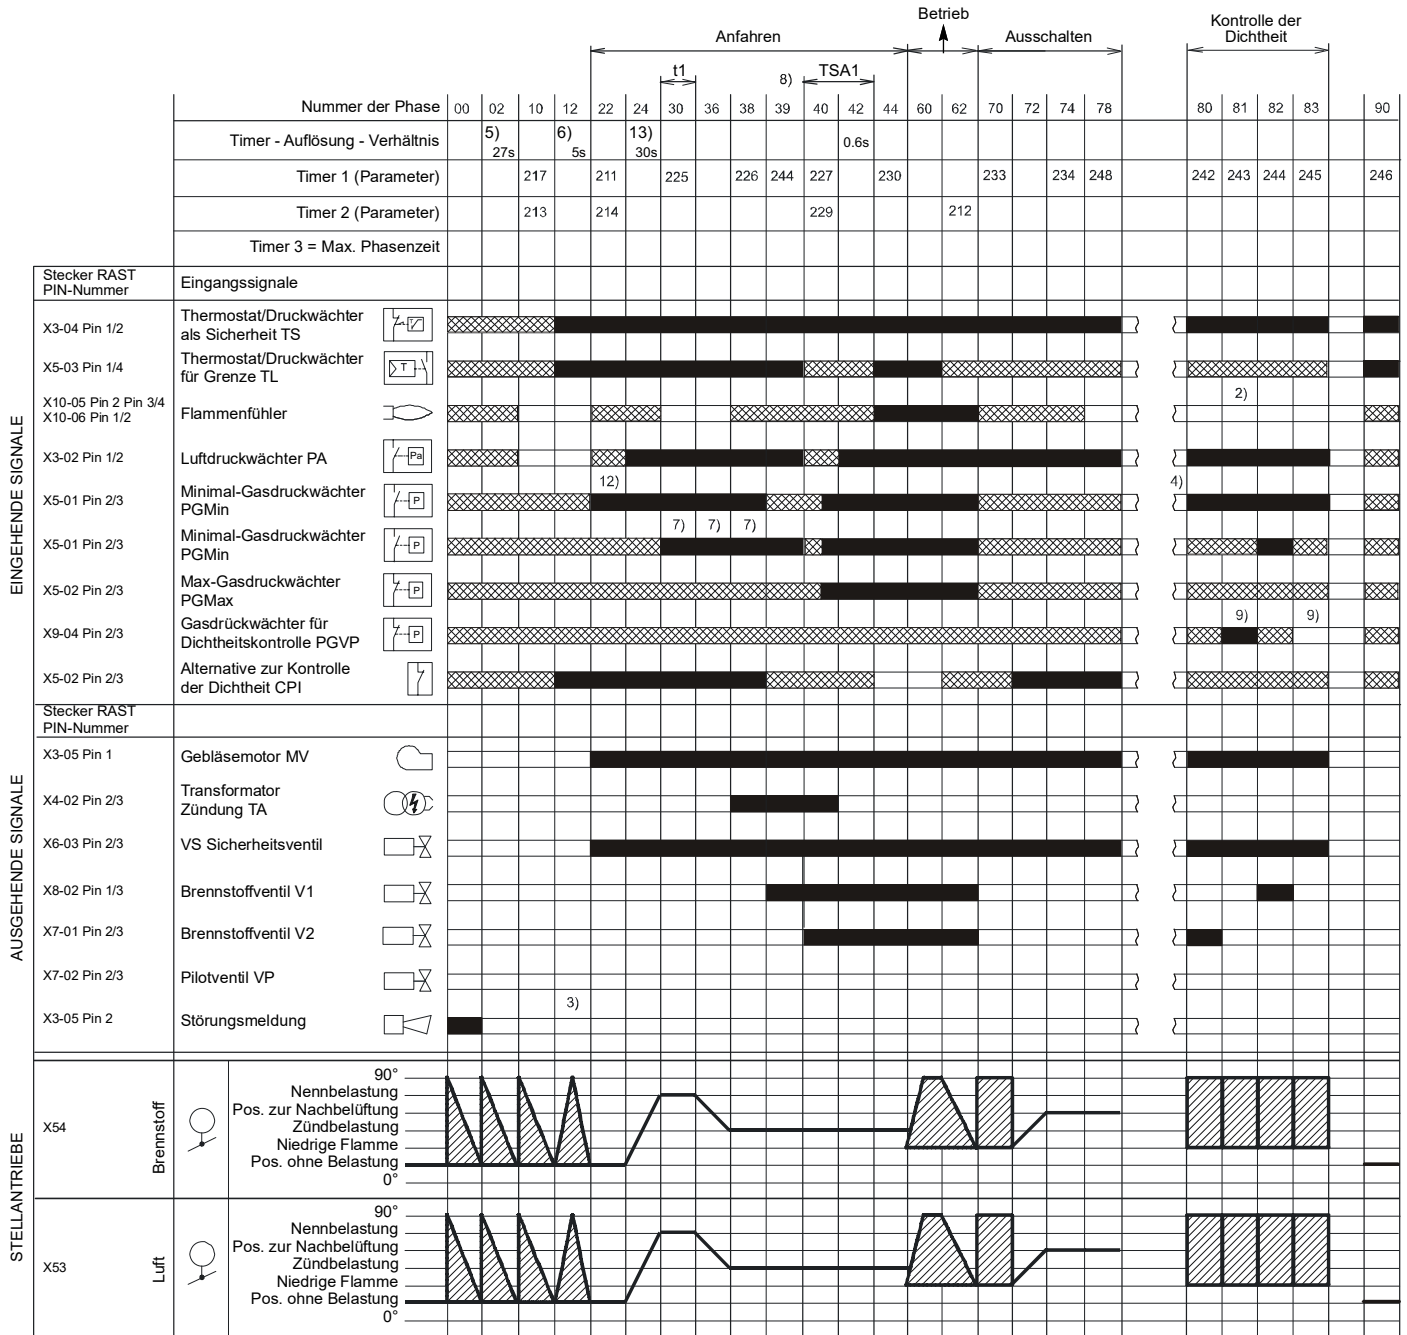 Betrieb
Anfahren
Ausschalten
Kontrolle der
Dichtheit
t1
8)
TSA1
Nummer der Phase 00 02 10 12 22 24 30 36 38 39 40 42 44 60 62 70 72 74 78 80 81 82 83 90
Timer - Auflösung - Verhältnis 5) 27s 6) 5s 13) 30s 0.6s
Timer 1 (Parameter) 217 211 225 226 244 227 230 233 234 248 242 243 244 245 246
Timer 2 (Parameter) 213 214 229 212
Timer 3 = Max. Phasenzeit
Stecker RAST
PIN-Nummer
Eingangssignale
EINGEHENDE SIGNALE
X3-04 Pin 1/2
Thermostat/Druckwächter
als Sicherheit TS
X5-03 Pin 1/4
Thermostat/Druckwächter
für Grenze TL
T
X10-05 Pin 2 Pin 3/4
X10-06 Pin 1/2
Flammenfühler
2)
X3-02 Pin 1/2
Luftdruckwächter PA
Pa
12)
4)
X5-01 Pin 2/3
Minimal-Gasdruckwächter
PGMin
P
7) 7) 7)
X5-01 Pin 2/3
Minimal-Gasdruckwächter
PGMin
P
X5-02 Pin 2/3
Max-Gasdruckwächter
PGMax
P
X9-04 Pin 2/3
Gasdrückwächter für
Dichtheitskontrolle PGVP
P
9) 9)
X5-02 Pin 2/3
Alternative zur Kontrolle
der Dichtheit CPI
Stecker RAST
PIN-Nummer
AUSGEHENDE SIGNALE
X3-05 Pin 1
Gebläsemotor MV
X4-02 Pin 2/3
Transformator
Zündung TA
X6-03 Pin 2/3
VS Sicherheitsventil
X8-02 Pin 1/3
Brennstoffventil V1
X7-01 Pin 2/3
Brennstoffventil V2
X7-02 Pin 2/3
Pilotventil VP
3)
X3-05 Pin 2
Störungsmeldung
STELLANTRIEBE
X54
Brennstoff
90°
Nennbelastung
Pos. zur Nachbelüftung
Zündbelastung
Niedrige Flamme
Pos. ohne Belastung
0°
X53
Luft
90°
Nennbelastung
Pos. zur Nachbelüftung
Zündbelastung
Niedrige Flamme
Pos. ohne Belastung
0°